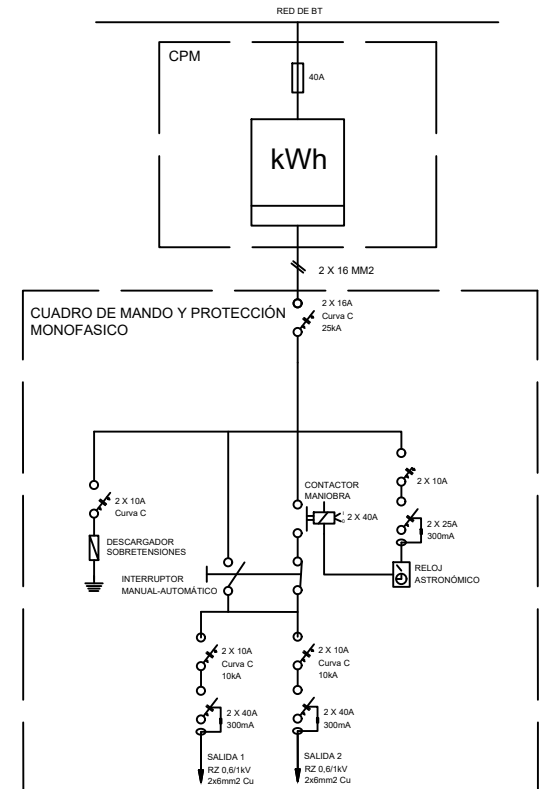 RED DE BT
CPM
40A
kWh
2 X 16 MM2
CUADRO DE MANDO Y PROTECCIÓN
MONOFASICO
2 X 16A
Curva C
25kA
2 X 10A
Curva C
DESCARGADOR
SOBRETENSIONES
INTERRUPTOR
MANUAL-AUTOMÁTICO
CONTACTOR
MANIOBRA
2 X 40A
2 X 10A
2 X 25A
300mA
RELOJ
ASTRONÓMICO
2 X 10A
Curva C
10kA
2 X 40A
300mA
SALIDA 1
RZ 0,6/1kV
2x6mm2 Cu
2 X 10A
Curva C
10kA
2 X 40A
300mA
SALIDA 2
RZ 0,6/1kV
2x6mm2 Cu